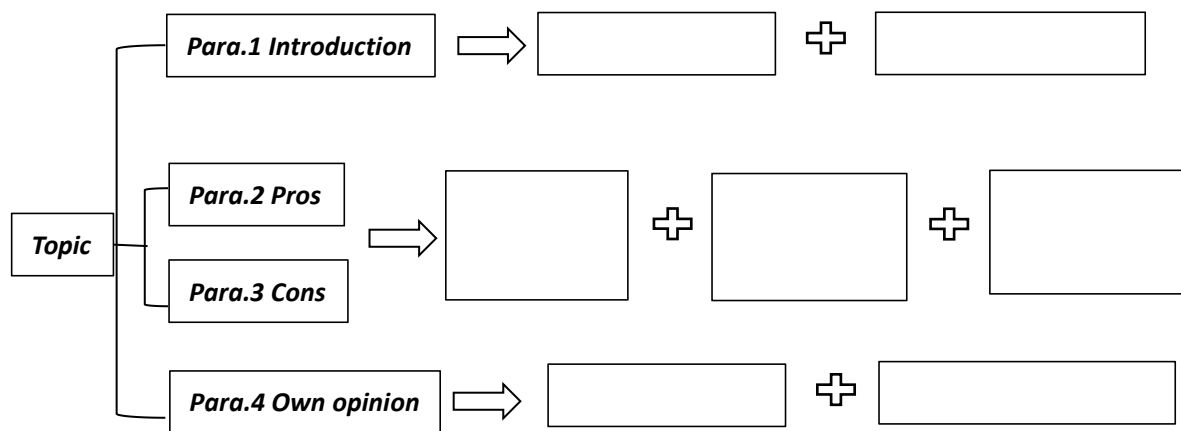 Para.1 Introduction
Para.2 Pros
Topic
Para.3 Cons
Para.4 Own opinion